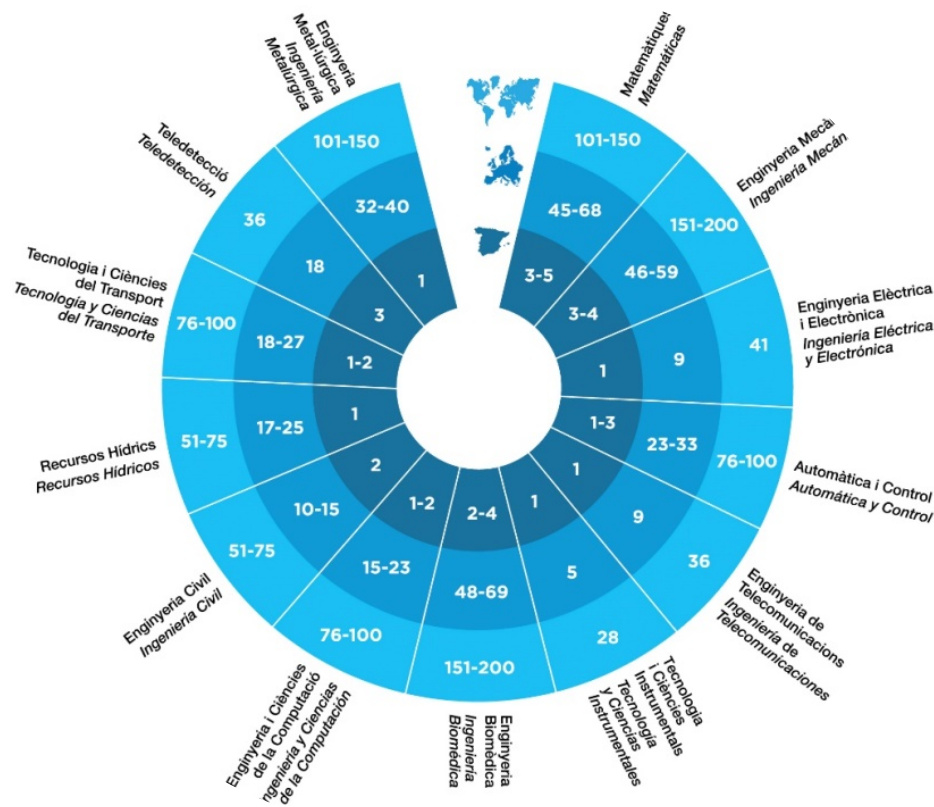 Matemàtique
Matemáticas
101-150
45-68
3-5
Enginyeria Mecà
Ingeniería Mecán
151-200
46-59
3-4
Enginyeria Elèctrica
i Electrònica
Ingeniería Eléctrica
y Electrónica
41
9
1
Automàtica i Control
Automática y Control
76-100
23-33
1-3
Enginyeria de
Telecomunicacions
Ingeniería de
Telecomunicaciones
36
9
1
Tecnologia
i Ciències
Instrumentals
Tecnología
y Ciencias
Instrumentales
28
5
1
Enginyeria
Biomèdica
Ingeniería
Biomédica
151-200
48-69
2-4
Enginyeria i Ciències
de la Computació
ngeniería y Ciencias
de la Computación
76-100
15-23
1-2
Enginyeria Civil
Ingeniería Civil
51-75
10-15
2
Recursos Hídrics
Recursos Hídricos
51-75
17-25
1
Tecnologia i Ciències
del Transport
Tecnología y Ciencias
del Transporte
76-100
18-27
1-2
Teledetecció
Teledetección
36
18
3
Enginyeria
Metal·lúrgica
Ingeniería
Metalúrgica
101-150
32-40
1